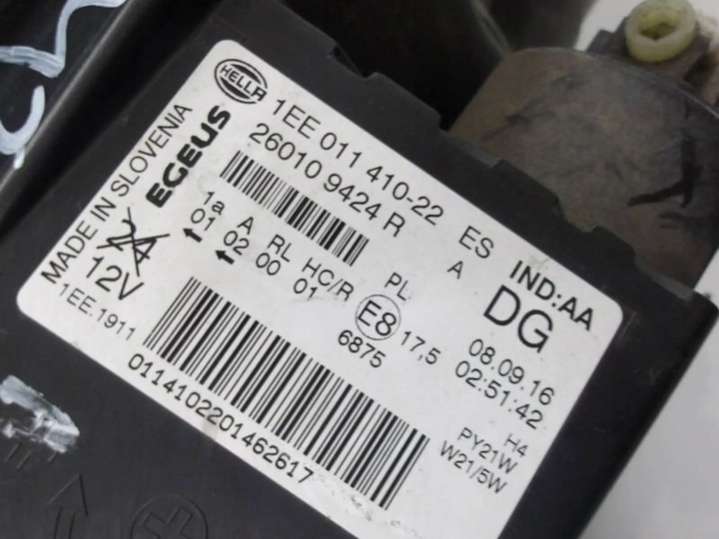 HELLA
1EE 011 410-22 ES IND:AA
EGEUS
26010 9424 R A DG
MADE IN SLOVENIA
1a A RL HC/R PL
01 02 00 01
24
12V
E8 17,5
6875
08.09.16
02:51:42
1EE.1911
0114102201462617
H4
PY21W
W21/5W